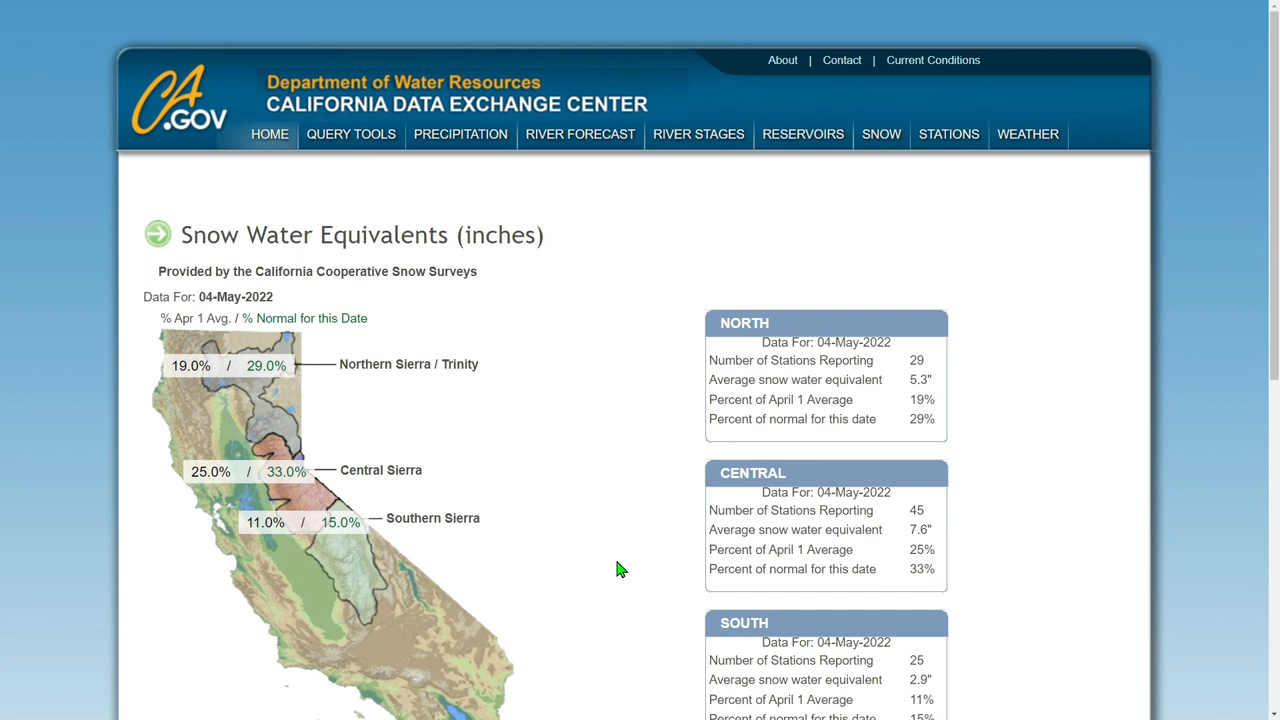 About | Contact | Current Conditions
CA
.GOV
Department of Water Resources
CALIFORNIA DATA EXCHANGE CENTER
HOME QUERY TOOLS PRECIPITATION RIVER FORECAST RIVER STAGES RESERVOIRS SNOW STATIONS WEATHER
Snow Water Equivalents (inches)
Provided by the California Cooperative Snow Surveys
Data For: 04-May-2022
% Apr 1 Avg. / % Normal for this Date
19.0% / 29.0% Northern Sierra / Trinity
25.0% / 33.0% Central Sierra
11.0% / 15.0% Southern Sierra
NORTH
Data For: 04-May-2022
Number of Stations Reporting 29
Average snow water equivalent 5.3"
Percent of April 1 Average 19%
Percent of normal for this date 29%
CENTRAL
Data For: 04-May-2022
Number of Stations Reporting 45
Average snow water equivalent 7.6"
Percent of April 1 Average 25%
Percent of normal for this date 33%
SOUTH
Data For: 04-May-2022
Number of Stations Reporting 25
Average snow water equivalent 2.9"
Percent of April 1 Average 11%
Percent of normal for this date 15%